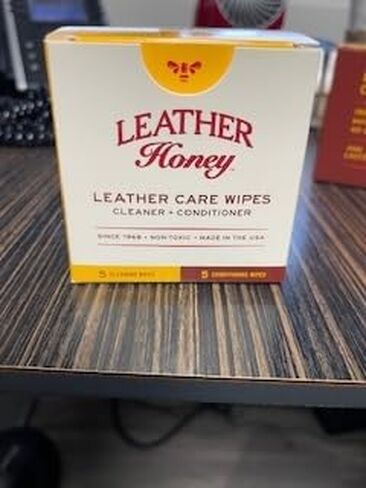 LEATHER
Honey
LEATHER CARE WIPES
CLEANER + CONDITIONER
SINCE 1968 • NON-TOXIC • MADE IN THE USA
5 CLEANING WIPES 5 CONDITIONING WIPES